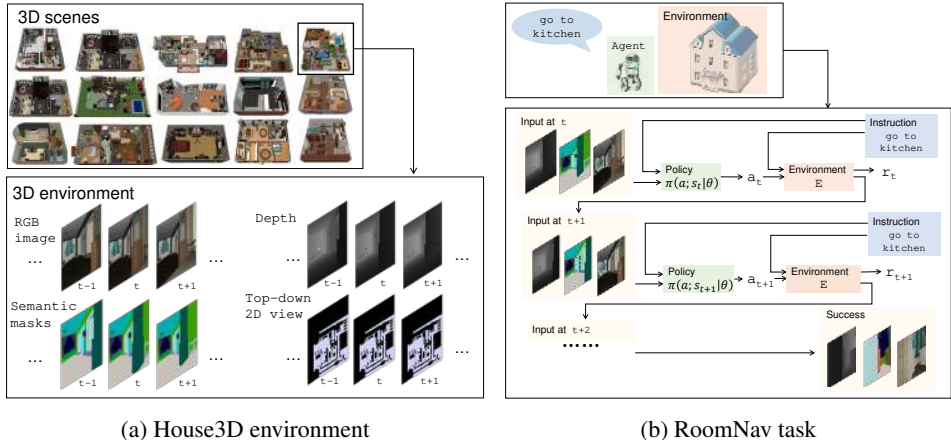 3D scenes
3D environment
RGB
image
...
...
t-1
t
t+1
Depth
...
...
t-1
t
t+1
Semantic
masks
...
...
t-1
t
t+1
Top-down
2D view
...
...
t-1
t
t+1
(a) House3D environment
go to
kitchen
Agent
Environment
Input at t
Policy
π(a; s_t|θ)
a_t
Environment
E
r_t
Instruction
go to
kitchen
Input at t+1
Policy
π(a; s_{t+1}|θ)
a_{t+1}
Environment
E
r_{t+1}
Instruction
go to
kitchen
Input at t+2
......
Success
(b) RoomNav task